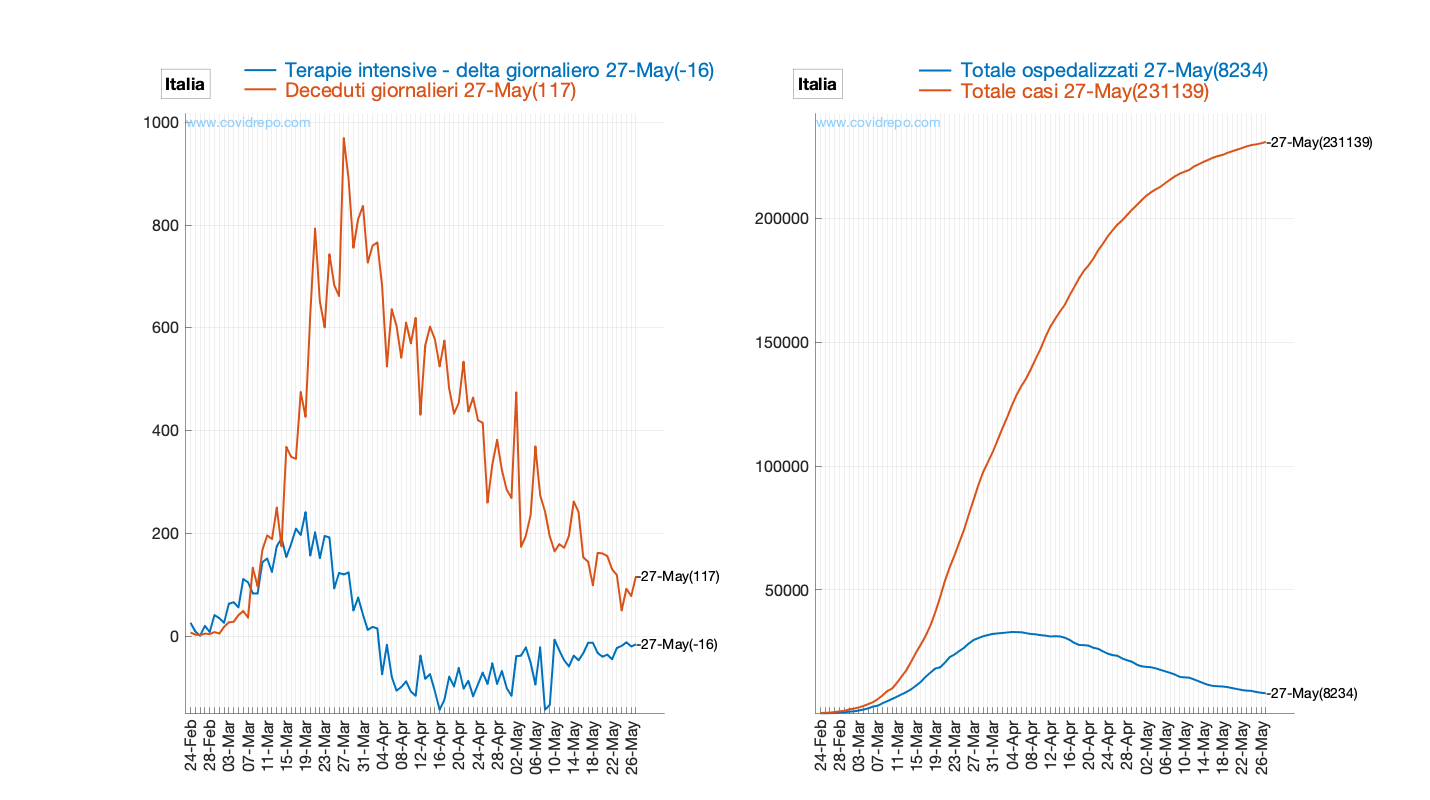 Italia
Terapie intensive - delta giornaliero 27-May(-16)
Deceduti giornalieri 27-May(117)
www.covidrepo.com
1000
800
600
400
200
0
-27-May(117)
-27-May(-16)
24-Feb
28-Feb
03-Mar
07-Mar
11-Mar
15-Mar
19-Mar
23-Mar
27-Mar
31-Mar
04-Apr
08-Apr
12-Apr
16-Apr
20-Apr
24-Apr
28-Apr
02-May
06-May
10-May
14-May
18-May
22-May
26-May
Italia
Totale ospedalizzati 27-May(8234)
Totale casi 27-May(231139)
www.covidrepo.com
200000
150000
100000
50000
-27-May(231139)
-27-May(8234)
24-Feb
28-Feb
03-Mar
07-Mar
11-Mar
15-Mar
19-Mar
23-Mar
27-Mar
31-Mar
04-Apr
08-Apr
12-Apr
16-Apr
20-Apr
24-Apr
28-Apr
02-May
06-May
10-May
14-May
18-May
22-May
26-May